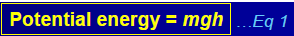 Potential energy = mgh ...Eq 1